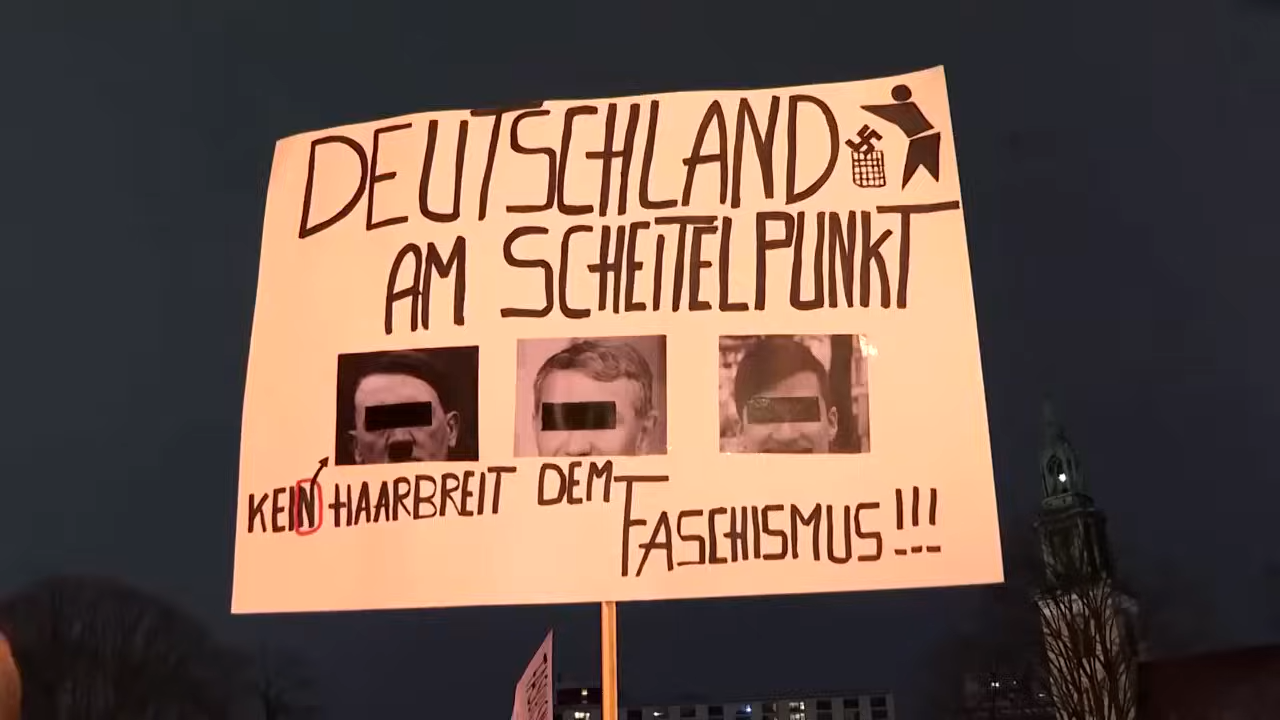 DEUTSCHLAND
AM SCHEITELPUNKT
KEIN HAARBREIT DEM
FASCHISMUS!!!